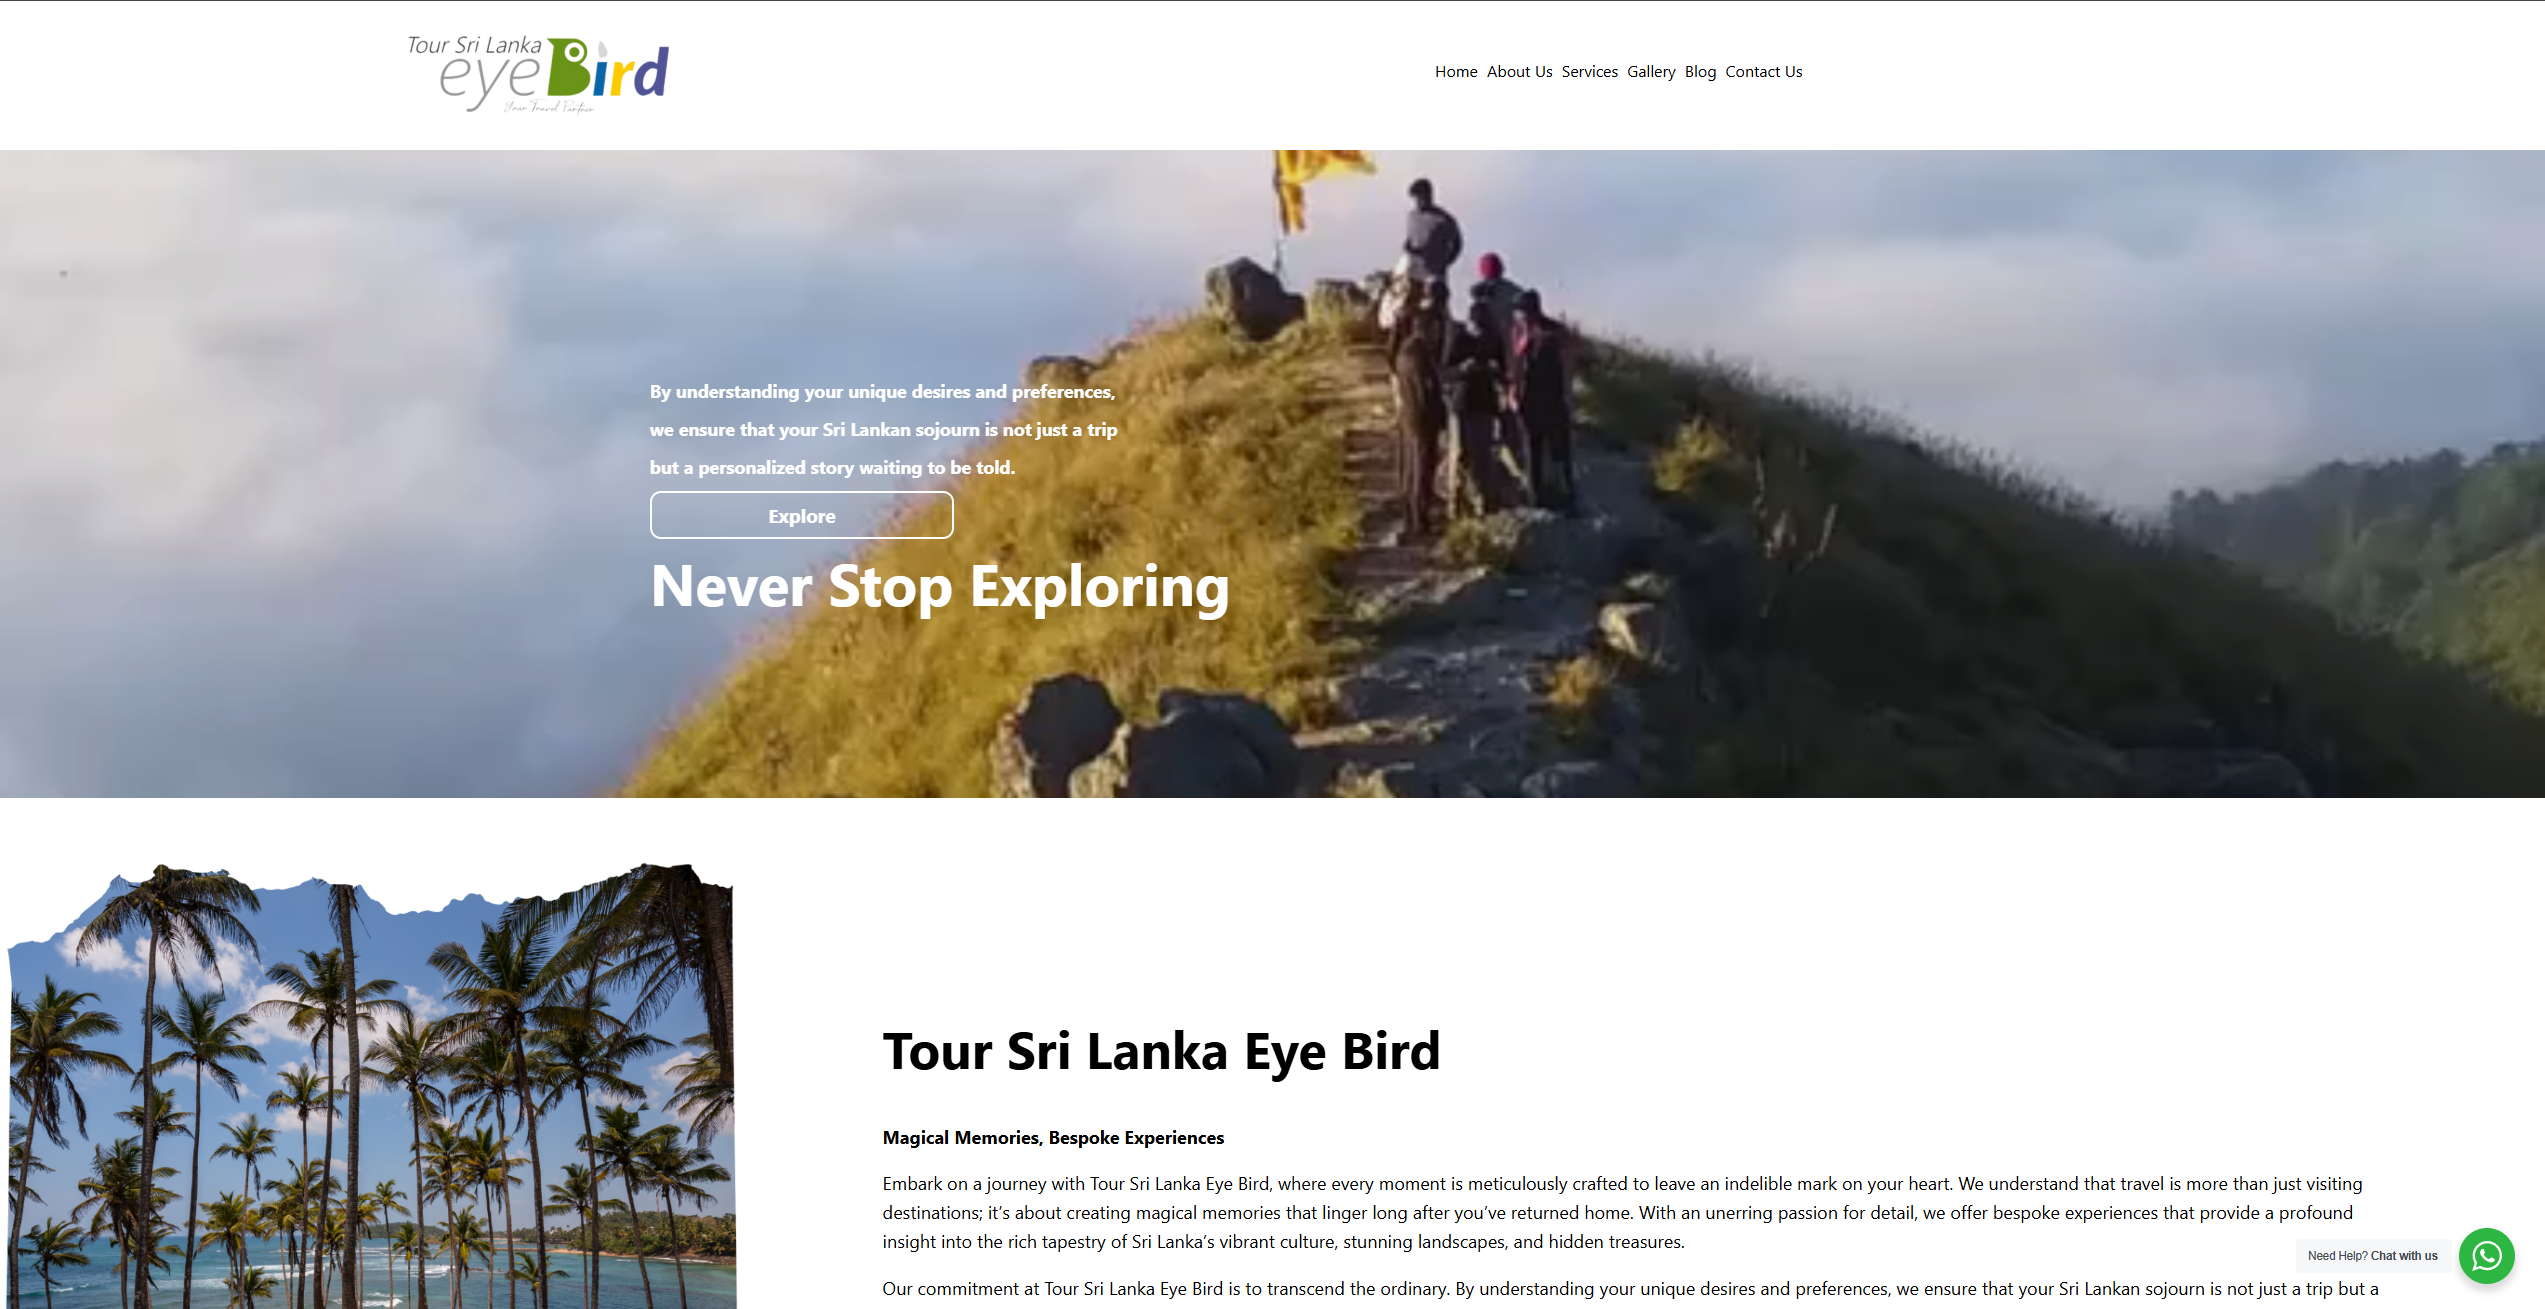 Tour Sri Lanka
eyeBird
Your Travel Partner
Home About Us Services Gallery Blog Contact Us
By understanding your unique desires and preferences,
we ensure that your Sri Lankan sojourn is not just a trip
but a personalized story waiting to be told.
Explore
Never Stop Exploring
Tour Sri Lanka Eye Bird
Magical Memories, Bespoke Experiences
Embark on a journey with Tour Sri Lanka Eye Bird, where every moment is meticulously crafted to leave an indelible mark on your heart. We understand that travel is more than just visiting
destinations; it’s about creating magical memories that linger long after you’ve returned home. With an unerring passion for detail, we offer bespoke experiences that provide a profound
insight into the rich tapestry of Sri Lanka’s vibrant culture, stunning landscapes, and hidden treasures.
Our commitment at Tour Sri Lanka Eye Bird is to transcend the ordinary. By understanding your unique desires and preferences, we ensure that your Sri Lankan sojourn is not just a trip but a
Need Help? Chat with us